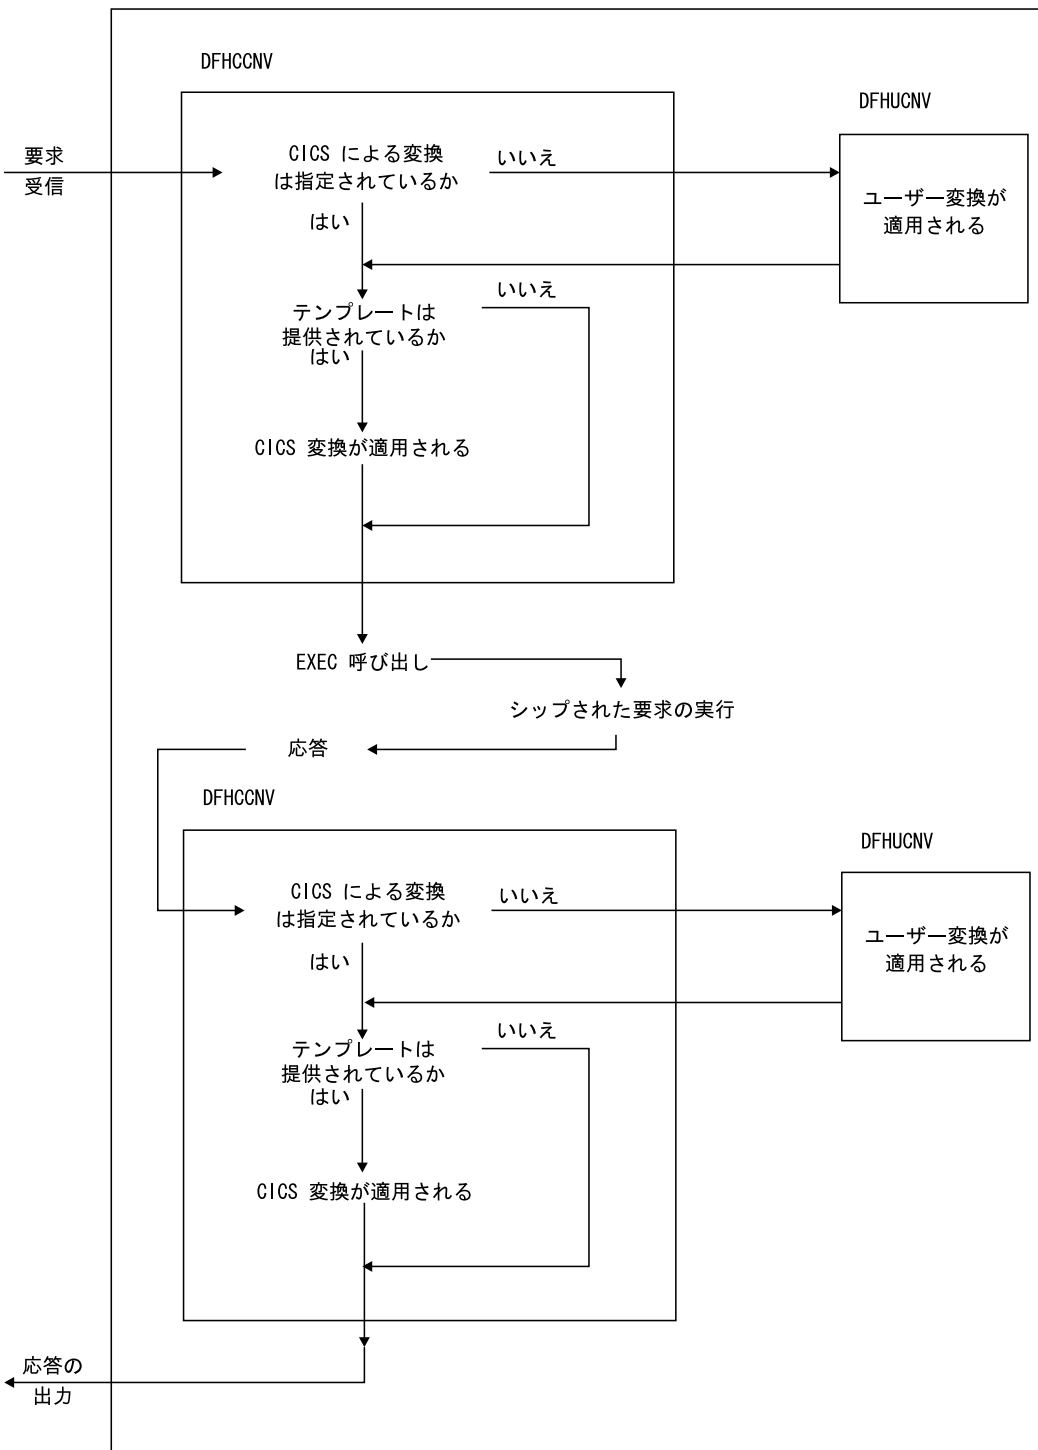 DFHCCNV
DFHUCNV
要求
受信
CICS による変換
は指定されているか
いいえ
ユーザー変換が
適用される
はい
いいえ
テンプレートは
提供されているか
はい
CICS 変換が適用される
EXEC 呼び出し
シップされた要求の実行
応答
DFHCCNV
DFHUCNV
CICS による変換
は指定されているか
いいえ
ユーザー変換が
適用される
はい
いいえ
テンプレートは
提供されているか
はい
CICS 変換が適用される
応答の
出力